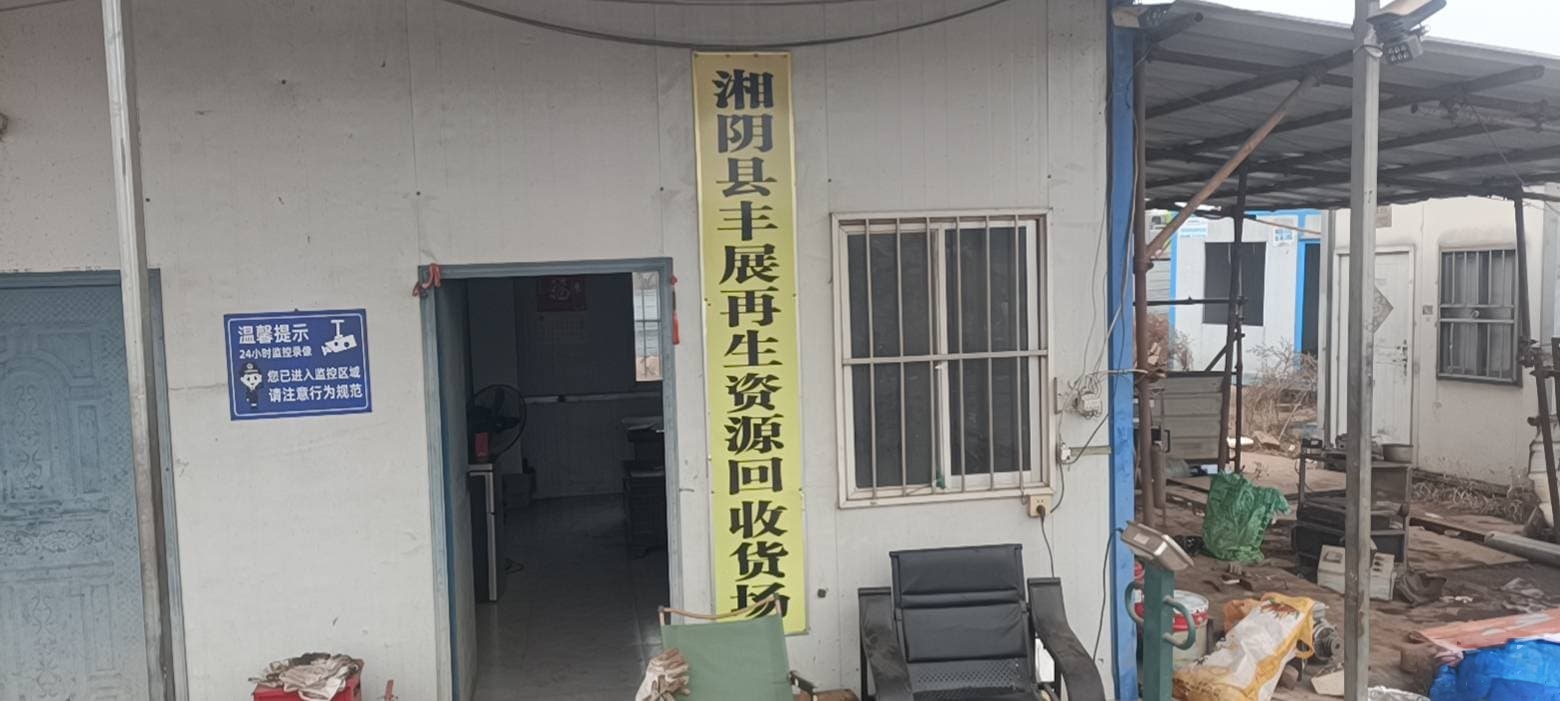 温馨提示
24小时监控录像
您已进入监控区域
请注意行为规范
福
湘阴县丰展再生资源回收货场